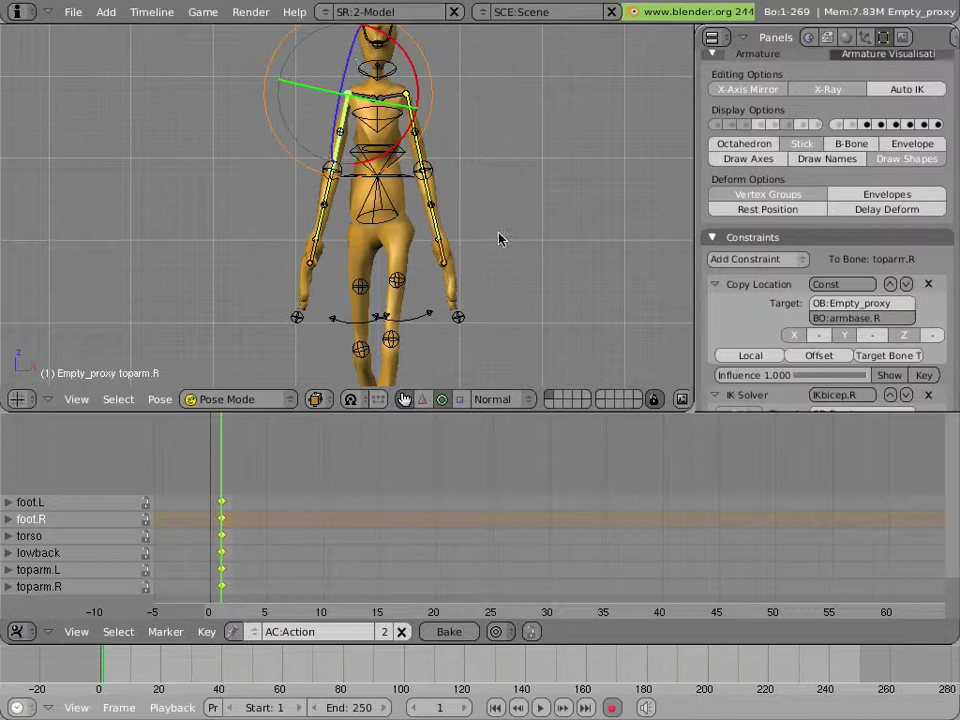 File Add Timeline Game Render Help SR:2-Model SCE:Scene www.blender.org 244 Bo:1-269 | Mem:7.83M Empty_proxy
Panels
Armature Armature Visualisati
Editing Options
X-Axis Mirror X-Ray Auto IK
Display Options
Octahedron Stick B-Bone Envelope
Draw Axes Draw Names Draw Shapes
Deform Options
Vertex Groups Envelopes
Rest Position Delay Deform
Constraints
Add Constraint To Bone: toparm.R
Copy Location Const
Target: OB:Empty_proxy
BO:armbase.R
X - Y - Z -
Local Offset Target Bone T
Influence 1.000 Show Key
IK Solver IKbicep.R
z
x
(1) Empty_proxy toparm.R
View Select Pose Pose Mode Normal
foot.L
foot.R
torso
lowback
toparm.L
toparm.R
-10 -5 0 5 10 15 20 25 30 35 40 45 50 55 60
View Select Marker Key AC:Action 2 Bake
-20 0 20 40 60 80 100 120 140 160 180 200 220 240 260 280
View Frame Playback Pr Start: 1 End: 250 1